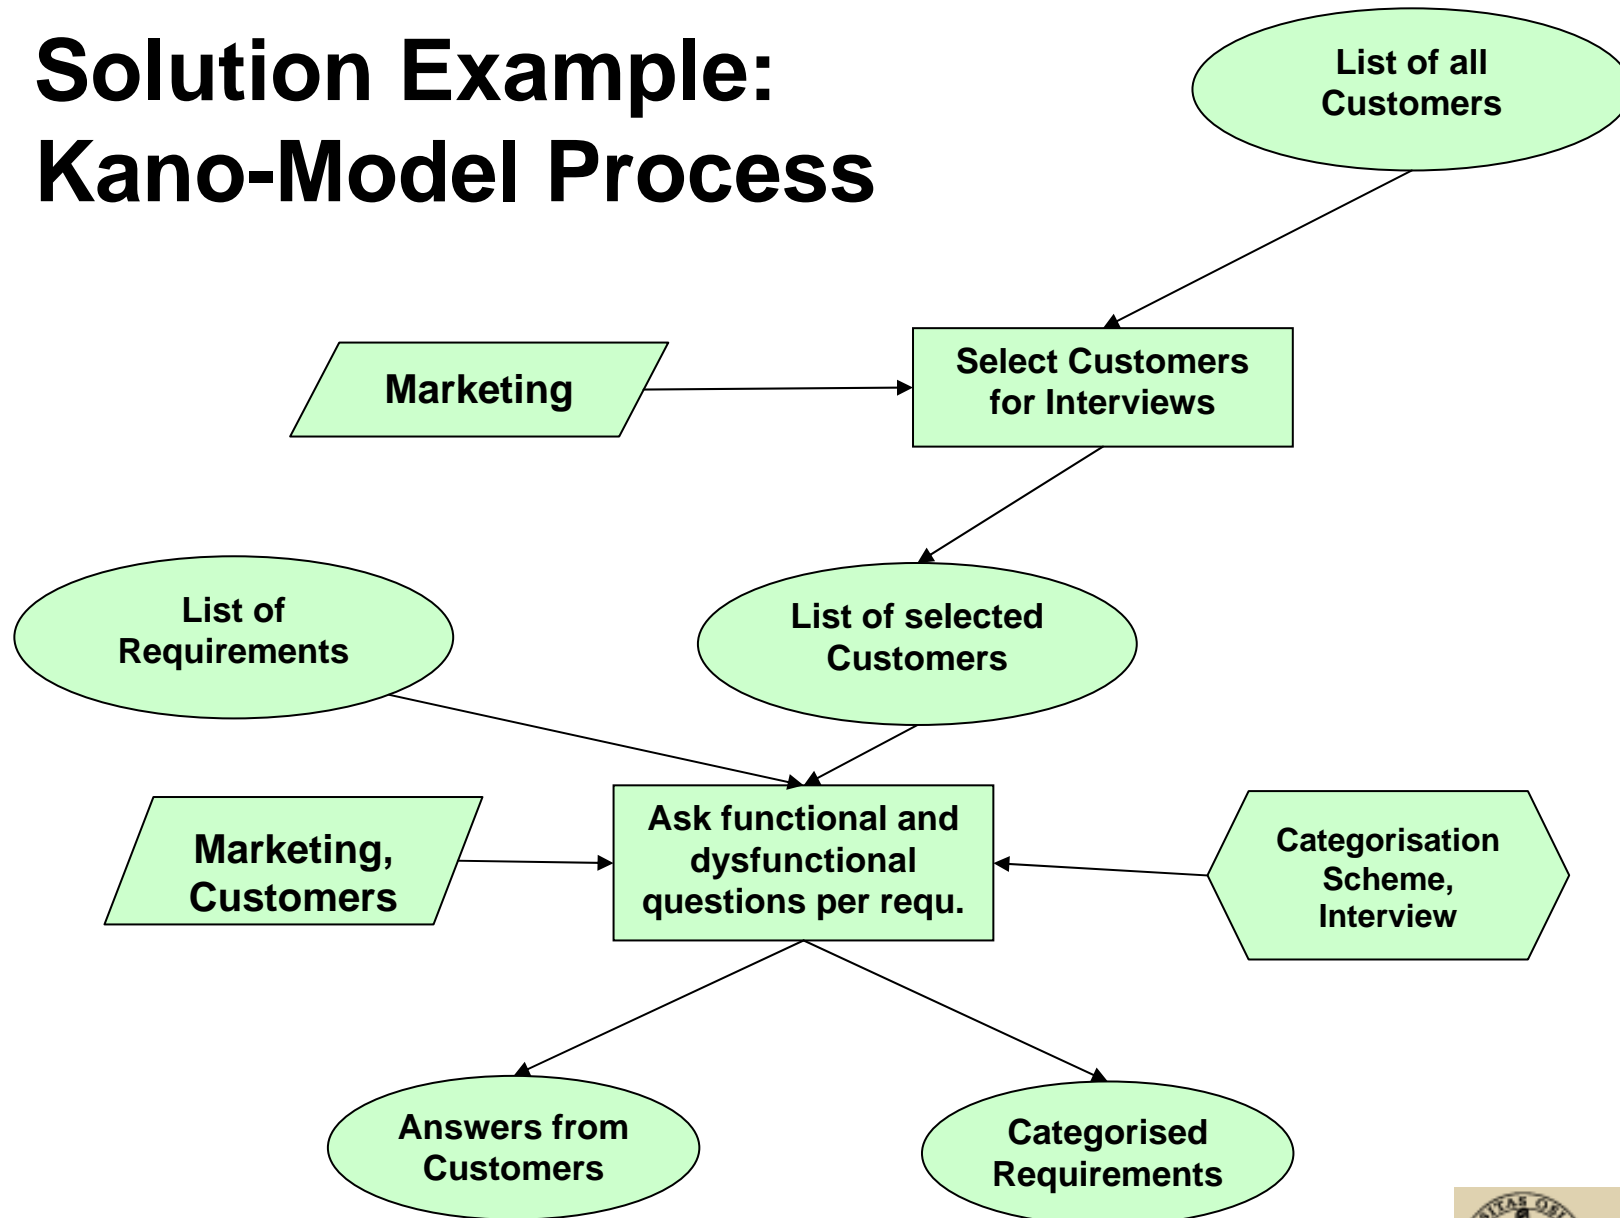 Solution Example:
Kano-Model Process
List of all
Customers
Select Customers
for Interviews
Marketing
List of
Requirements
List of selected
Customers
Marketing,
Customers
Ask functional and
dysfunctional
questions per requ.
Categorisation
Scheme,
Interview
Answers from
Customers
Categorised
Requirements